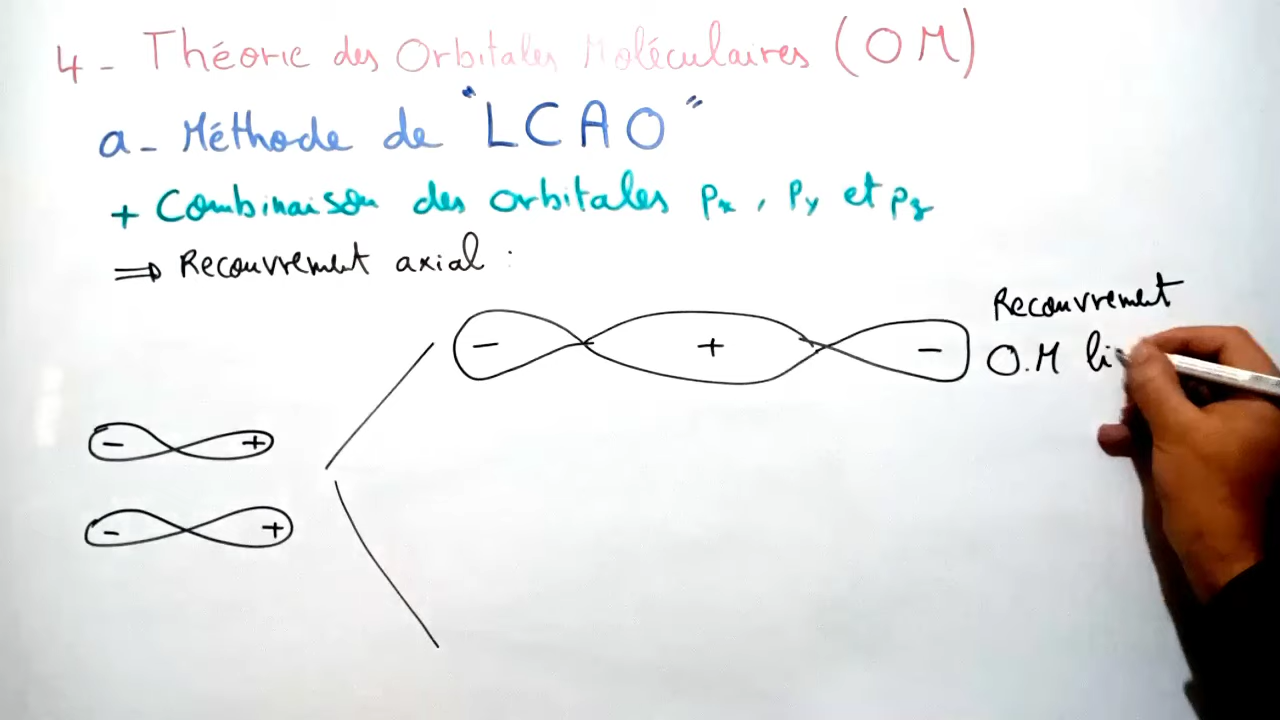 4 - Théorie des Orbitales Moléculaires (OM)
a - Méthode de "LCAO"
+ Combinaison des orbitales px, py et pz
⇒ Recouvrement axial :
Recouvrement
- + -
O.M li
- +
- +